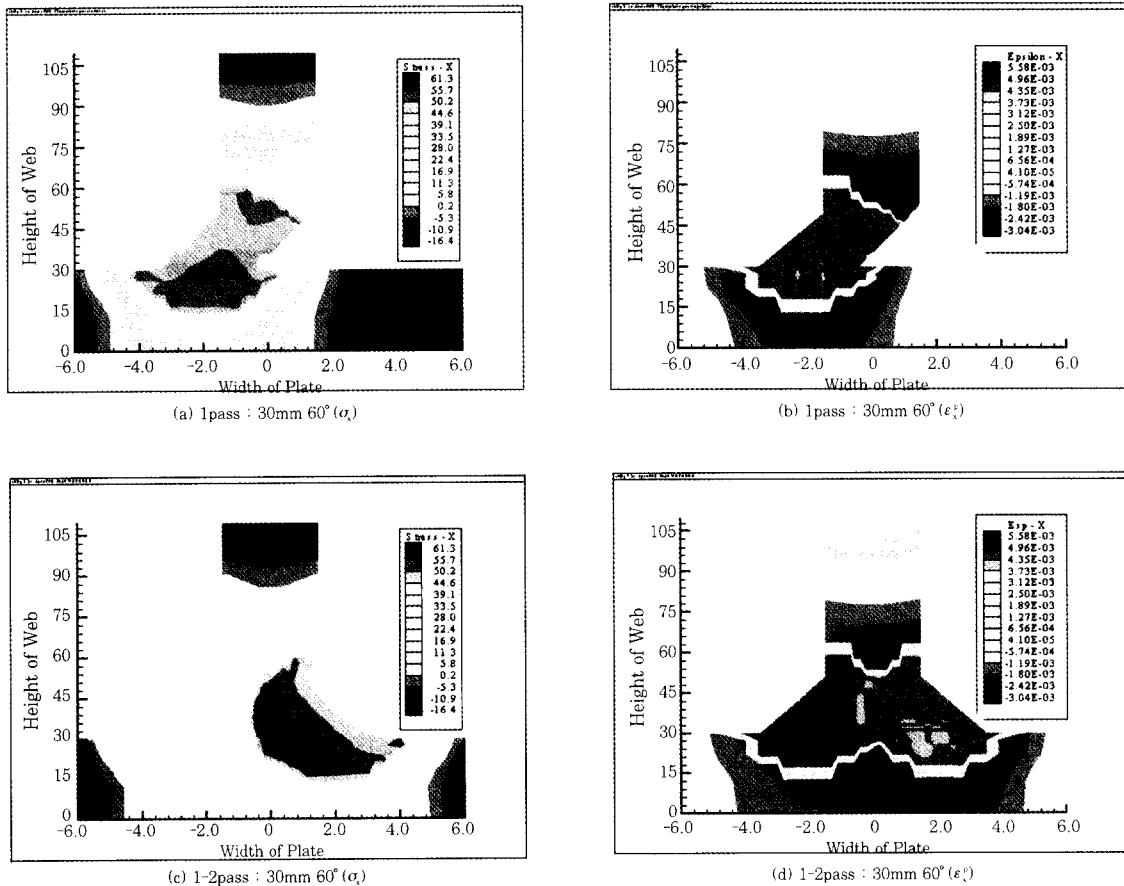 Stress - X
61.3
55.7
50.2
44.6
39.1
33.5
28.0
22.4
16.9
11.3
5.8
0.2
-5.3
-10.9
-16.4
105
90
75
60
45
30
15
0
Height of Web
-6.0 -4.0 -2.0 0 2.0 4.0 6.0
Width of Plate
(a) 1pass : 30mm 60° (σₓ)
Epsilon - X
5.58E-03
4.96E-03
4.35E-03
3.73E-03
3.12E-03
2.50E-03
1.89E-03
1.27E-03
6.56E-04
4.10E-05
-5.74E-04
-1.19E-03
-1.80E-03
-2.42E-03
-3.04E-03
105
90
75
60
45
30
15
0
Height of Web
-6.0 -4.0 -2.0 0 2.0 4.0 6.0
Width of Plate
(b) 1pass : 30mm 60° (εₓᵖ)
Stress - X
61.3
55.7
50.2
44.6
39.1
33.5
28.0
22.4
16.9
11.3
5.8
0.2
-5.3
-10.9
-16.4
105
90
75
60
45
30
15
0
Height of Web
-6.0 -4.0 -2.0 0 2.0 4.0 6.0
Width of Plate
(c) 1-2pass : 30mm 60° (σₓ)
Esp - X
5.58E-03
4.96E-03
4.35E-03
3.73E-03
3.12E-03
2.50E-03
1.89E-03
1.27E-03
6.56E-04
4.10E-05
-5.74E-04
-1.19E-03
-1.80E-03
-2.42E-03
-3.04E-03
105
90
75
60
45
30
15
0
Height of Web
-6.0 -4.0 -2.0 0 2.0 4.0 6.0
Width of Plate
(d) 1-2pass : 30mm 60° (εₓᵖ)